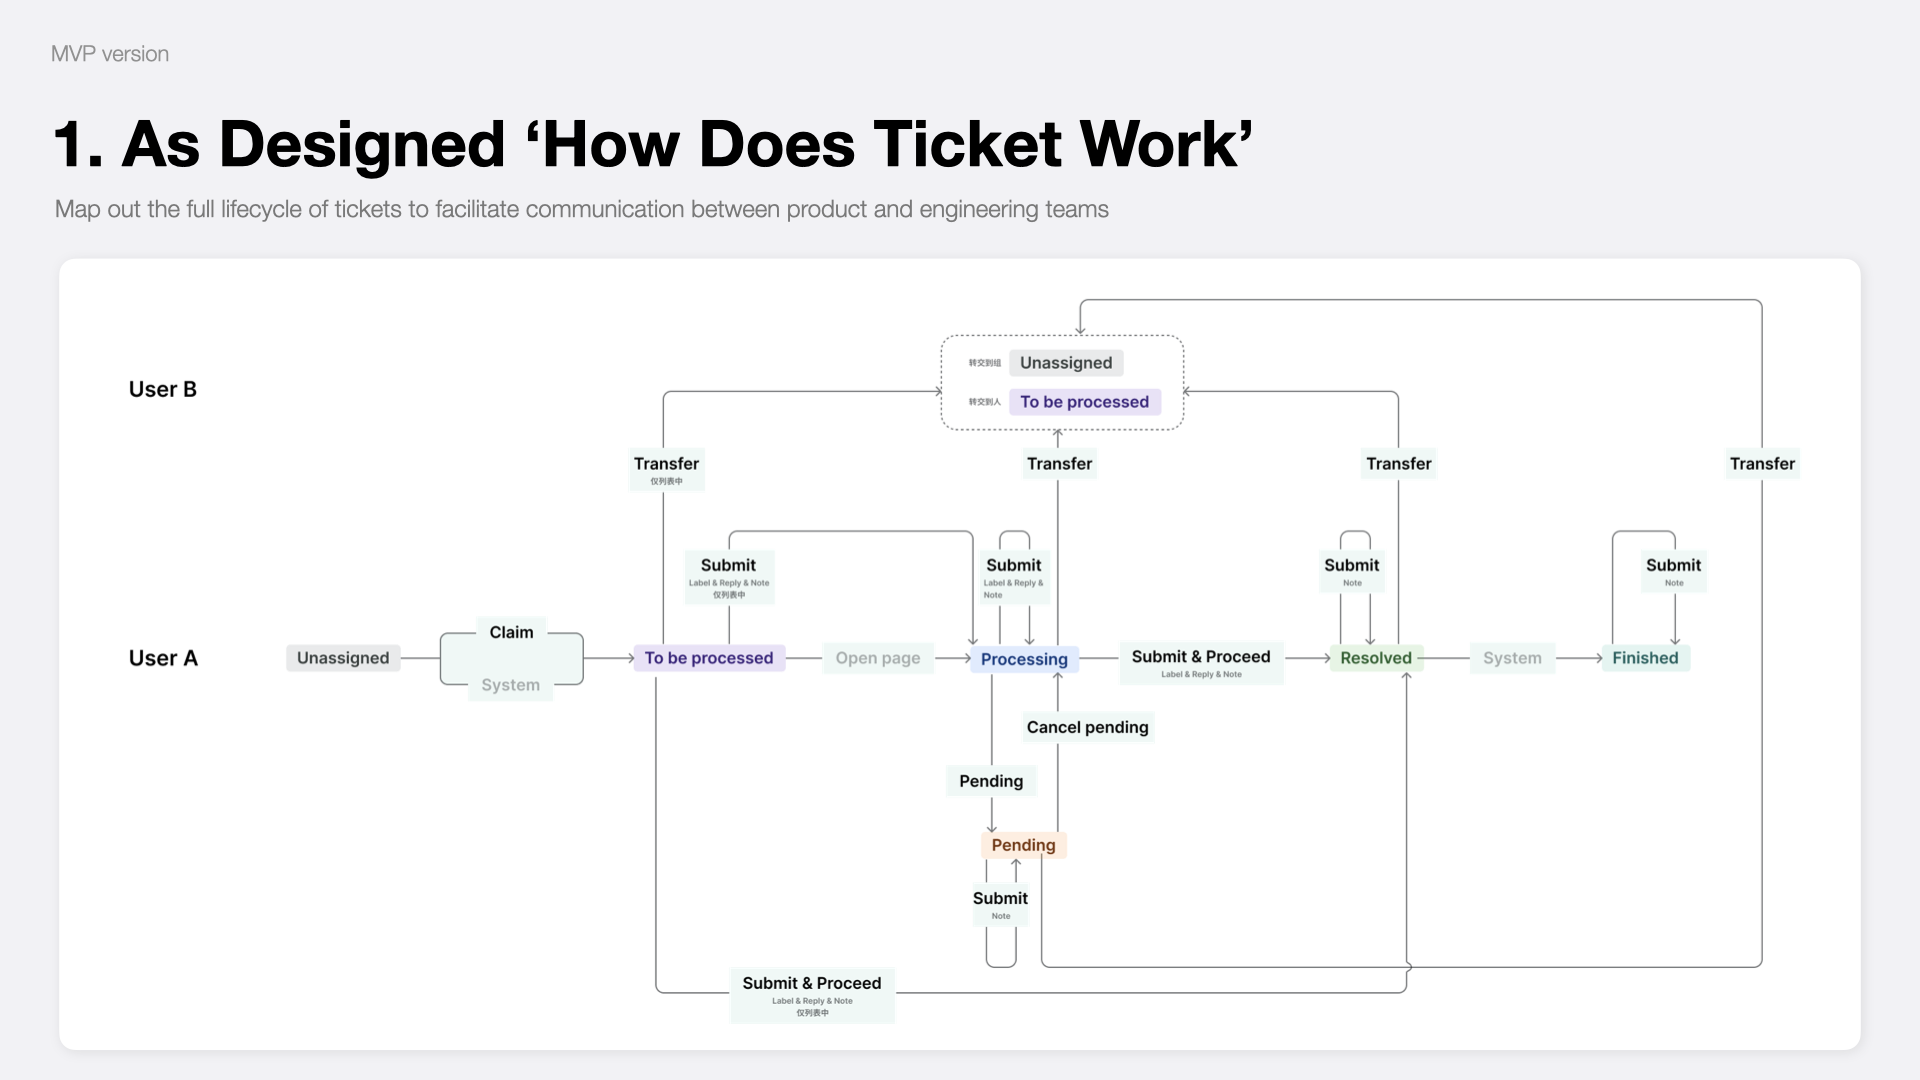 MVP version
1. As Designed ‘How Does Ticket Work’
Map out the full lifecycle of tickets to facilitate communication between product and engineering teams
转交到组 Unassigned
User B
转交到人 To be processed
Transfer
仅列表中
Transfer
Transfer
Transfer
Submit
Label & Reply & Note
仅列表中
Submit
Label & Reply &
Note
Submit
Note
Submit
Note
User A
Unassigned
Claim
System
To be processed
Open page
Processing
Submit & Proceed
Label & Reply & Note
Resolved
System
Finished
Cancel pending
Pending
Pending
Submit
Note
Submit & Proceed
Label & Reply & Note
仅列表中